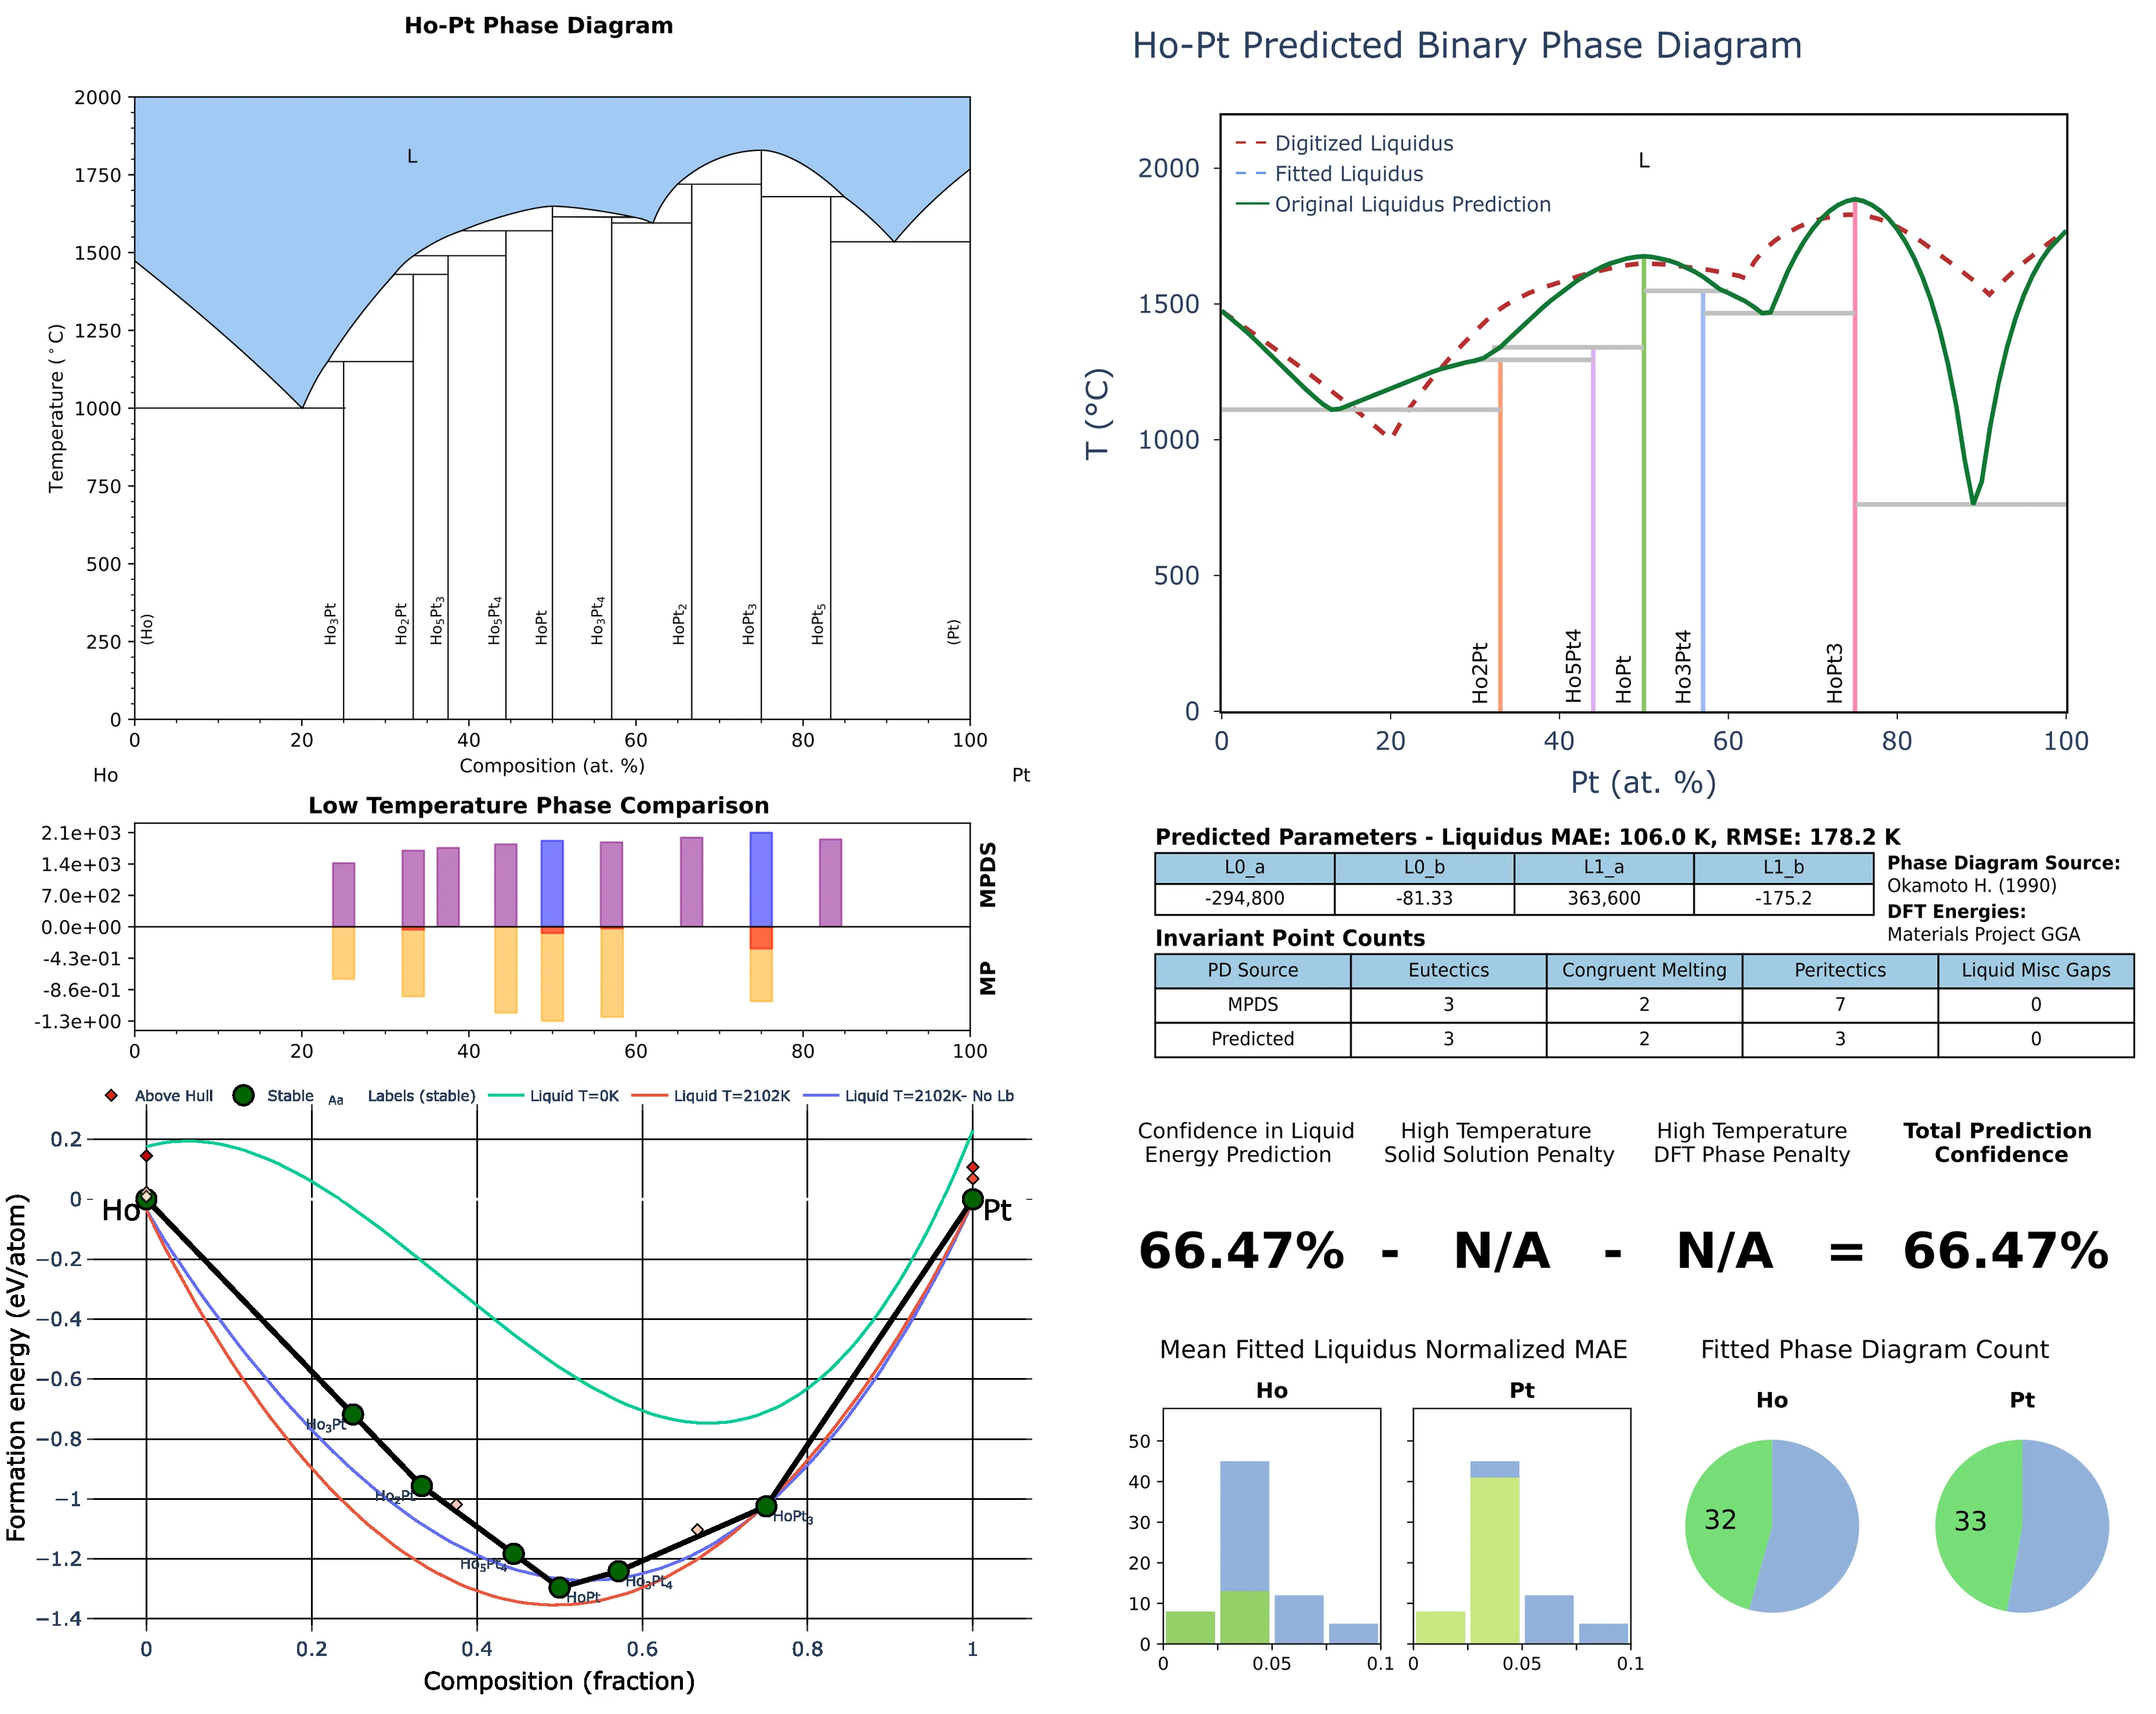 Ho-Pt Phase Diagram
2000
1750
1500
1250
1000
750
500
250
0
Temperature (°C)
L
(Ho)
Ho3Pt
Ho2Pt
Ho5Pt3
Ho5Pt4
HoPt
Ho3Pt4
HoPt2
HoPt3
HoPt5
(Pt)
0 20 40 60 80 100
Composition (at. %)
Ho Pt
Ho-Pt Predicted Binary Phase Diagram
Digitized Liquidus
Fitted Liquidus
Original Liquidus Prediction
L
2000
1500
1000
500
0
T (°C)
Ho2Pt
Ho5Pt4
HoPt
Ho3Pt4
HoPt3
0 20 40 60 80 100
Pt (at. %)
Low Temperature Phase Comparison
2.1e+03
1.4e+03
7.0e+02
0.0e+00
-4.3e-01
-8.6e-01
-1.3e+00
MPDS
MP
0 20 40 60 80 100
Predicted Parameters - Liquidus MAE: 106.0 K, RMSE: 178.2 K
L0_a L0_b L1_a L1_b
-294,800 -81.33 363,600 -175.2
Phase Diagram Source:
Okamoto H. (1990)
DFT Energies:
Materials Project GGA
Invariant Point Counts
PD Source Eutectics Congruent Melting Peritectics Liquid Misc Gaps
MPDS 3 2 7 0
Predicted 3 2 3 0
Above Hull Stable Aa Labels (stable) Liquid T=0K Liquid T=2102K Liquid T=2102K- No Lb
0.2
0
−0.2
−0.4
−0.6
−0.8
−1
−1.2
−1.4
Formation energy (eV/atom)
Ho
Pt
Ho3Pt
Ho2Pt
Ho5Pt4
HoPt
Ho3Pt4
HoPt3
0 0.2 0.4 0.6 0.8 1
Composition (fraction)
Confidence in Liquid Energy Prediction
High Temperature Solid Solution Penalty
High Temperature DFT Phase Penalty
Total Prediction Confidence
66.47% - N/A - N/A = 66.47%
Mean Fitted Liquidus Normalized MAE
Ho Pt
50
40
30
20
10
0
0 0.05 0.1 0 0.05 0.1
Fitted Phase Diagram Count
Ho Pt
32 33